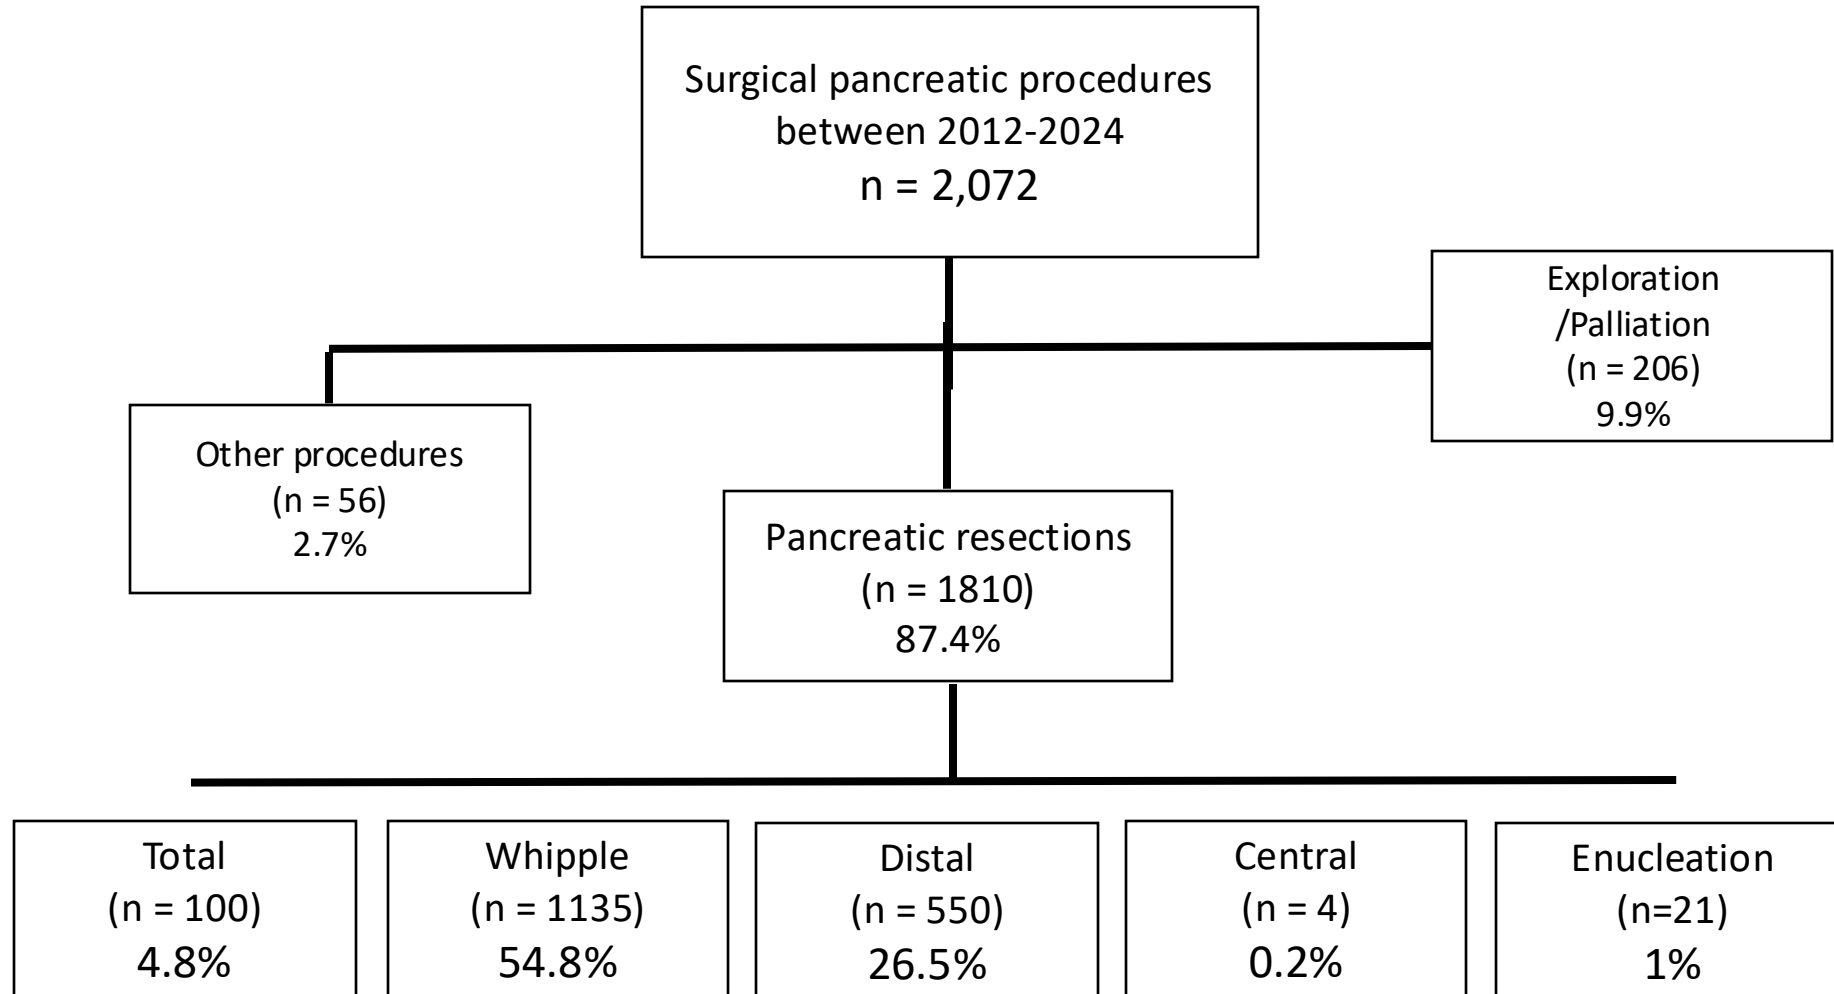 Surgical pancreatic procedures
between 2012-2024
n = 2,072
Exploration
/Palliation
(n = 206)
9.9%
Other procedures
(n = 56)
2.7%
Pancreatic resections
(n = 1810)
87.4%
Total
(n = 100)
4.8%
Whipple
(n = 1135)
54.8%
Distal
(n = 550)
26.5%
Central
(n = 4)
0.2%
Enucleation
(n=21)
1%